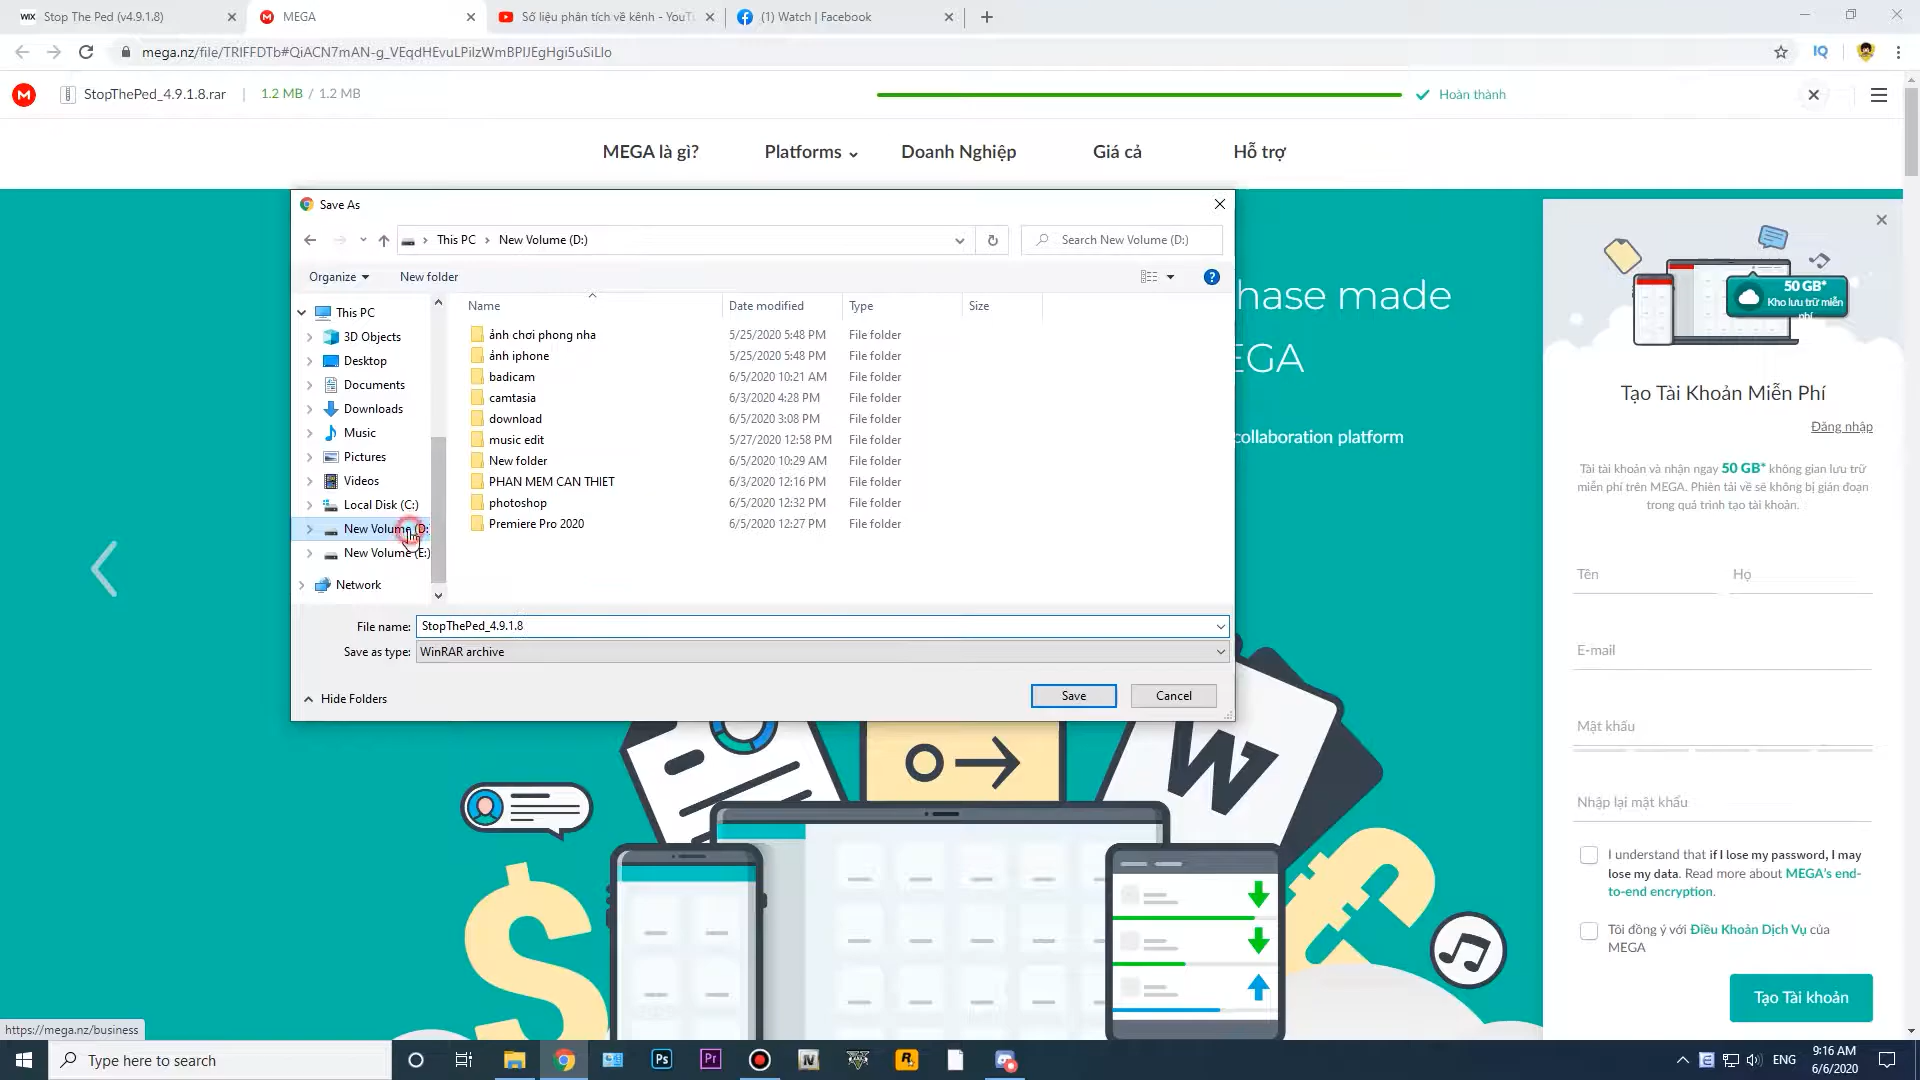 WIX Stop The Ped (v4.9.1.8)
MEGA
Số liệu phân tích về kênh - YouT
(1) Watch | Facebook
mega.nz/file/TRIFFDTb#QiACN7mAN-g_VEqdHEvuLPilzWmBPIJEgHgi5uSiLIo
IQ
M
StopThePed_4.9.1.8.rar | 1.2 MB / 1.2 MB
Hoàn thành
MEGA là gì?
Platforms
Doanh Nghiệp
Giá cả
Hỗ trợ
Save As
This PC
New Volume (D:)
Search New Volume (D:)
Organize
New folder
Name
Date modified
Type
Size
This PC
3D Objects
Desktop
Documents
Downloads
Music
Pictures
Videos
Local Disk (C:)
New Volume (D:
New Volume (E:)
Network
ảnh chơi phong nha 5/25/2020 5:48 PM File folder
ảnh iphone 5/25/2020 5:48 PM File folder
badicam 6/5/2020 10:21 AM File folder
camtasia 6/3/2020 4:28 PM File folder
download 6/5/2020 3:08 PM File folder
music edit 5/27/2020 12:58 PM File folder
New folder 6/5/2020 10:29 AM File folder
PHAN MEM CAN THIET 6/3/2020 12:16 PM File folder
photoshop 6/5/2020 12:32 PM File folder
Premiere Pro 2020 6/5/2020 12:27 PM File folder
File name: StopThePed_4.9.1.8
Save as type: WinRAR archive
Hide Folders
Save
Cancel
hase made
EGA
collaboration platform
W
50 GB*
Kho lưu trữ miễn
phí
Tạo Tài Khoản Miễn Phí
Đăng nhập
Tài tài khoản và nhận ngay 50 GB* không gian lưu trữ
miễn phí trên MEGA. Phiên tải về sẽ không bị gián đoạn
trong quá trình tạo tài khoản.
Tên
Họ
E-mail
Mật khẩu
Nhập lại mật khẩu
I understand that if I lose my password, I may
lose my data. Read more about MEGA's end-
to-end encryption.
Tôi đồng ý với Điều Khoản Dịch Vụ của
MEGA
Tạo Tài khoản
https://mega.nz/business
Type here to search
Ps
Pr
ENG
9:16 AM
6/6/2020